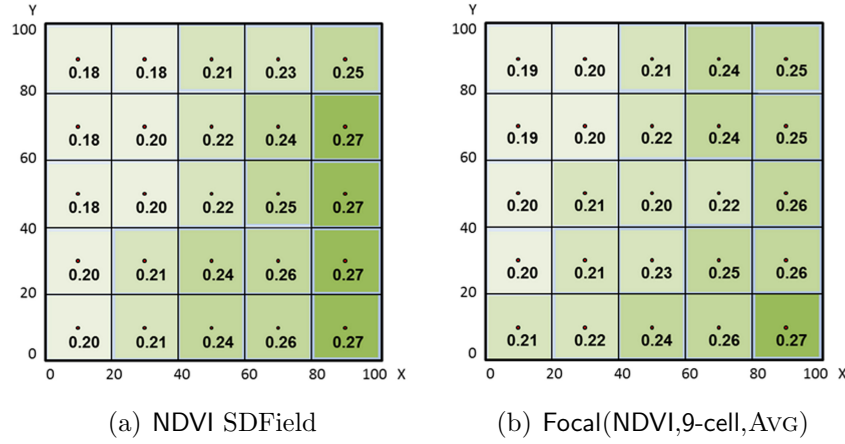 Y
100
0.18 0.18 0.21 0.23 0.25
80
0.18 0.20 0.22 0.24 0.27
60
0.18 0.20 0.22 0.25 0.27
40
0.20 0.21 0.24 0.26 0.27
20
0.20 0.21 0.24 0.26 0.27
0
0 20 40 60 80 100 X
(a) NDVI SDField
Y
100
0.19 0.20 0.21 0.24 0.25
80
0.19 0.20 0.22 0.24 0.25
60
0.20 0.21 0.20 0.22 0.26
40
0.20 0.21 0.23 0.25 0.26
20
0.21 0.22 0.24 0.26 0.27
0
0 20 40 60 80 100 X
(b) Focal(NDVI,9-cell,AVG)